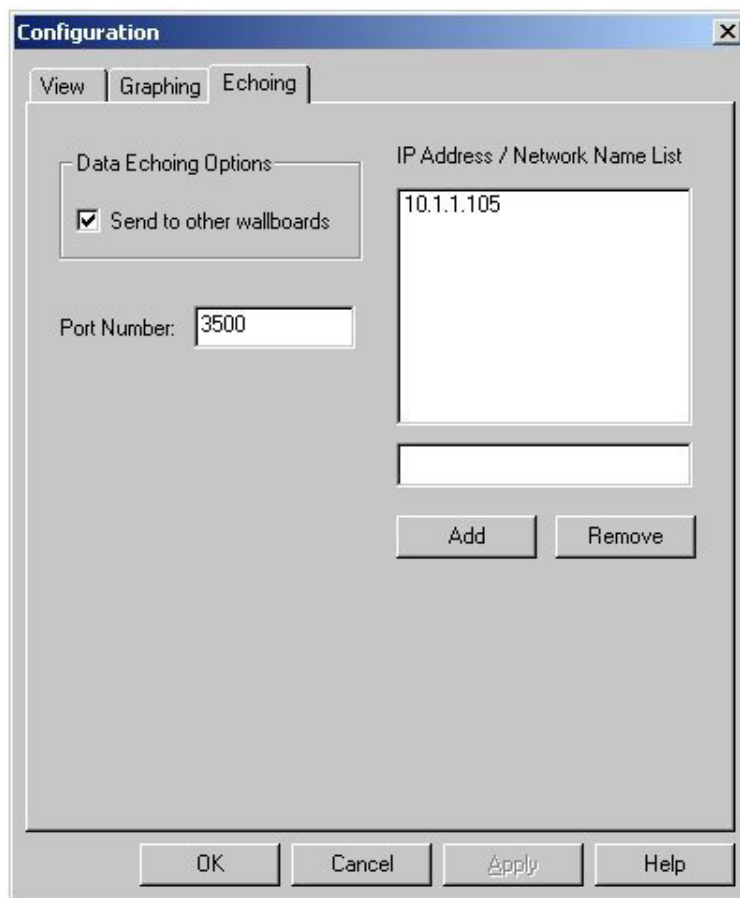 Configuration
View
Graphing
Echoing
Data Echoing Options
Send to other wallboards
Port Number:
3500
IP Address / Network Name List
10.1.1.105
Add
Remove
OK
Cancel
Apply
Help